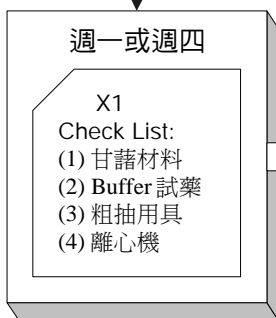 週一或週四
X1
Check List:
(1) 甘藷材料
(2) Buffer 試藥
(3) 粗抽用具
(4) 離心機